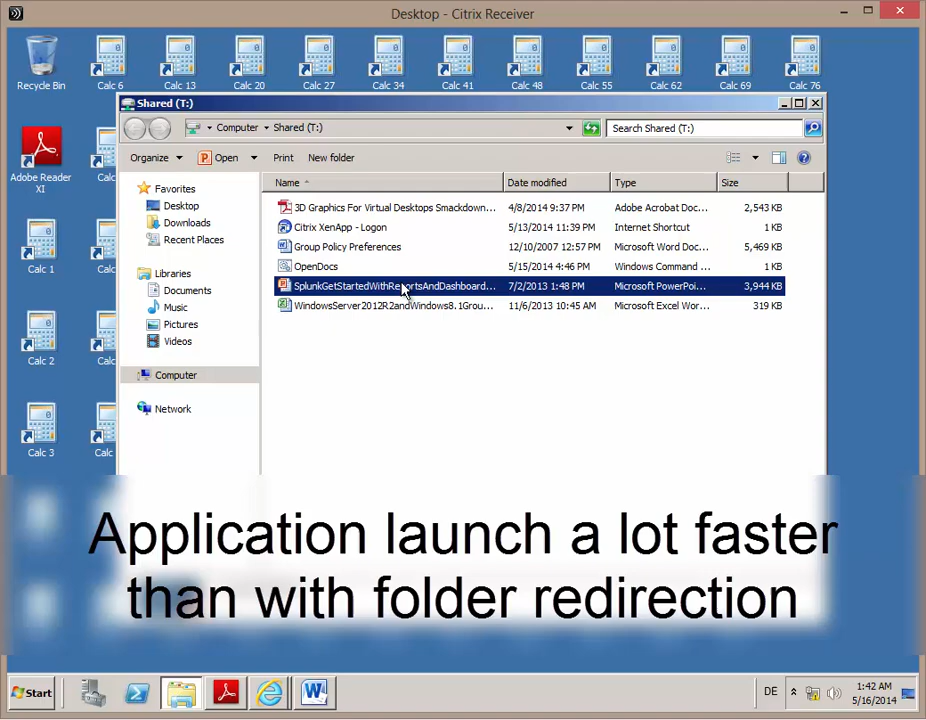 Desktop - Citrix Receiver
Recycle Bin
Calc 6
Calc 13
Calc 20
Calc 27
Calc 34
Calc 41
Calc 48
Calc 55
Calc 62
Calc 69
Calc 76
Shared (T:)
Computer
Shared (T:)
Search Shared (T:)
Organize
Open
Print
New folder
Adobe Reader
XI
Calc
Calc 1
Calc
Calc 2
Calc
Calc 3
Calc
Favorites
Desktop
Downloads
Recent Places
Libraries
Documents
Music
Pictures
Videos
Computer
Network
Name Date modified Type Size
3D Graphics For Virtual Desktops Smackdown... 4/8/2014 9:37 PM Adobe Acrobat Doc... 2,543 KB
Citrix XenApp - Logon 5/13/2014 11:39 PM Internet Shortcut 1 KB
Group Policy Preferences 12/10/2007 12:57 PM Microsoft Word Doc... 5,469 KB
OpenDocs 5/15/2014 4:46 PM Windows Command ... 1 KB
SplunkGetStartedWithReportsAndDashboard... 7/2/2013 1:48 PM Microsoft PowerPoi... 3,944 KB
WindowsServer2012R2andWindows8.1Grou... 11/6/2013 10:45 AM Microsoft Excel Wor... 319 KB
Application launch a lot faster
than with folder redirection
Start
DE
1:42 AM
5/16/2014